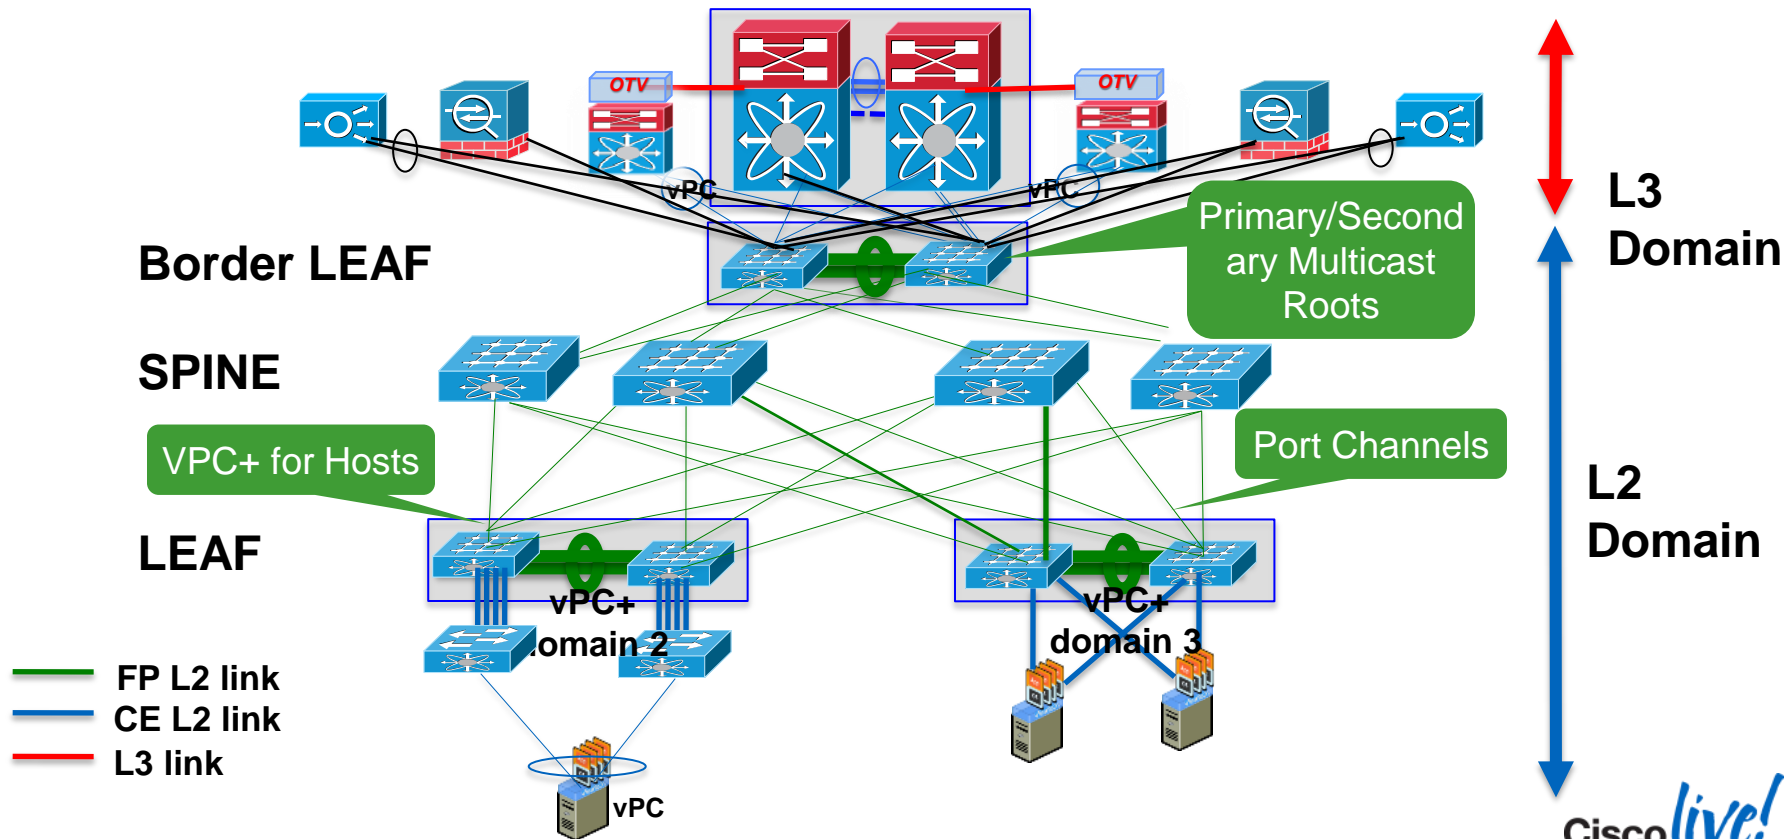 OTV
OTV
vPC
vPC
L3
Domain
Primary/Second
ary Multicast
Roots
Border LEAF
SPINE
VPC+ for Hosts
Port Channels
L2
Domain
LEAF
vPC+
domain 2
vPC+
domain 3
FP L2 link
CE L2 link
L3 link
vPC
Cisco live!